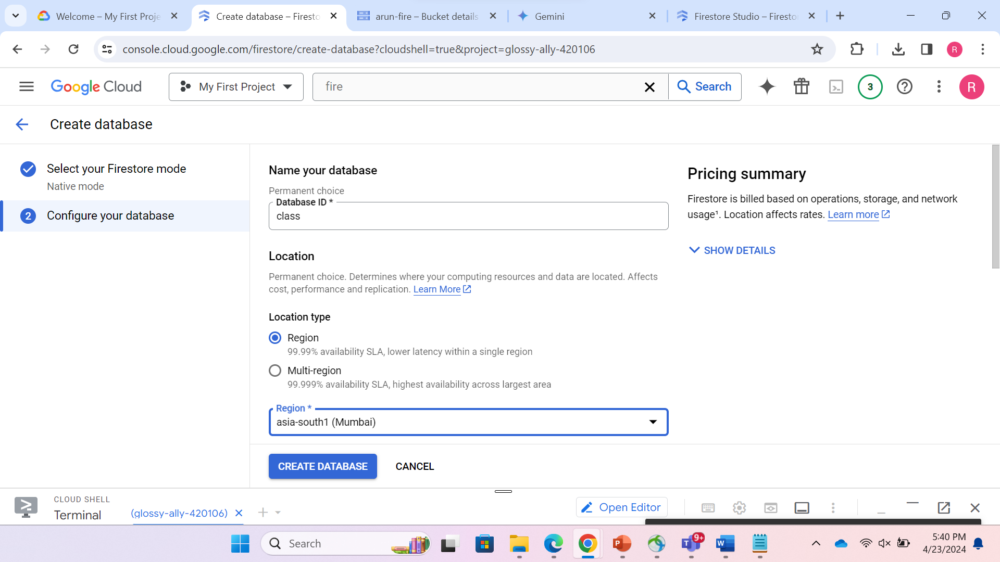 Welcome – My First Proje
Create database – Firesto
arun-fire – Bucket details
Gemini
Firestore Studio – Firesto
console.cloud.google.com/firestore/create-database?cloudshell=true&project=glossy-ally-420106
R
Google Cloud
My First Project
fire
Search
3
R
Create database
Select your Firestore mode
Native mode
2
Configure your database
Name your database
Permanent choice
Database ID *
class
Location
Permanent choice. Determines where your computing resources and data are located. Affects
cost, performance and replication. Learn More
Location type
Region
99.99% availability SLA, lower latency within a single region
Multi-region
99.999% availability SLA, highest availability across largest area
Region *
asia-south1 (Mumbai)
CREATE DATABASE
CANCEL
Pricing summary
Firestore is billed based on operations, storage, and network
usage¹. Location affects rates. Learn more
SHOW DETAILS
CLOUD SHELL
Terminal
(glossy-ally-420106)
Open Editor
Search
9+
5:40 PM
4/23/2024